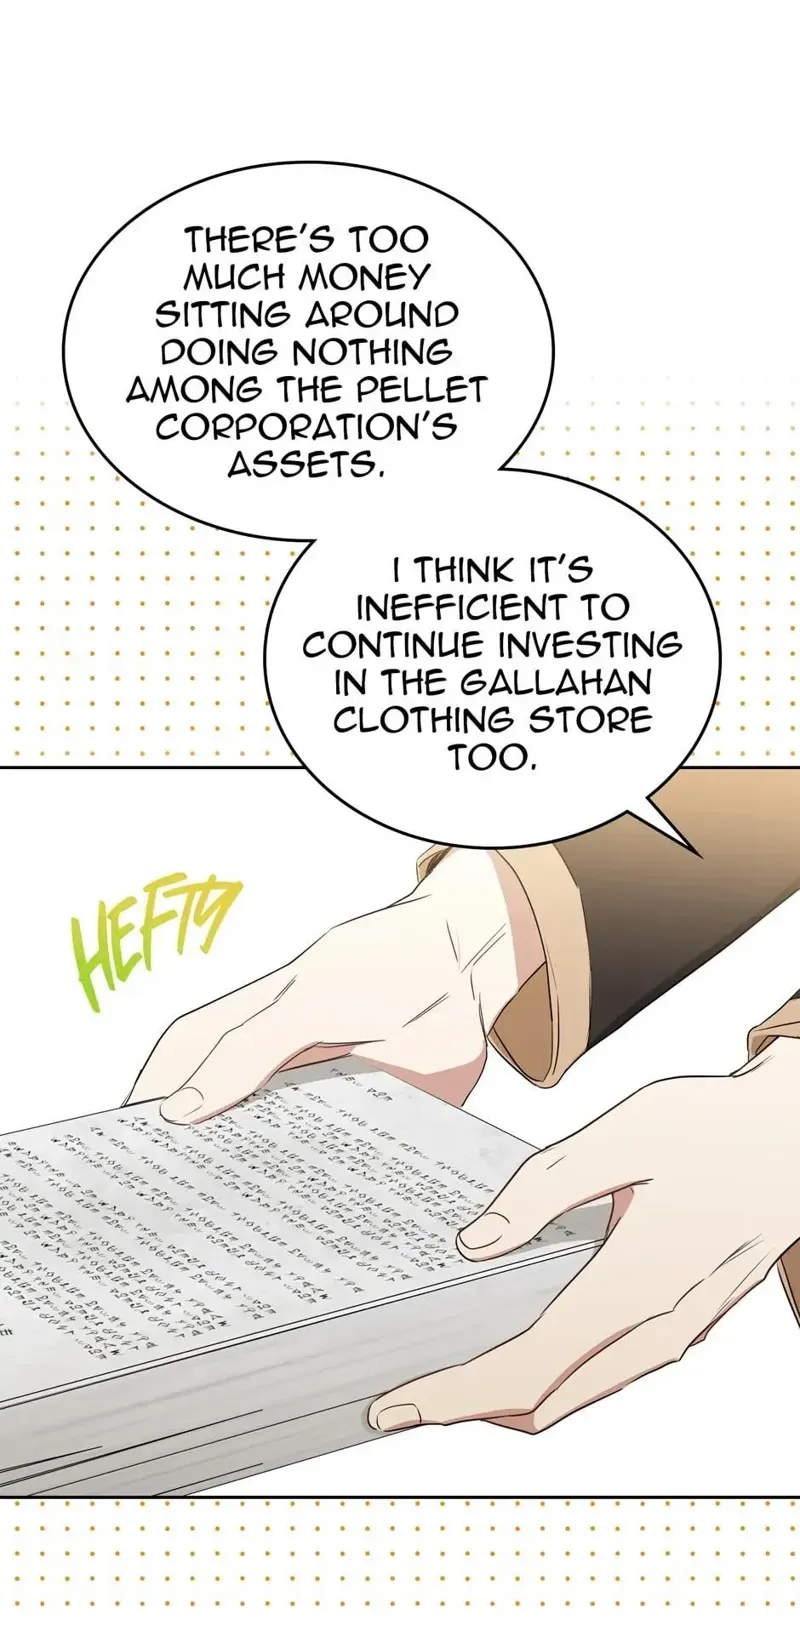 THERE'S TOO
MUCH MONEY
SITTING AROUND
DOING NOTHING
AMONG THE PELLET
CORPORATION'S
ASSETS.
I THINK IT'S
INEFFICIENT TO
CONTINUE INVESTING
IN THE GALLAHAN
CLOTHING STORE
TOO.
HEFTY